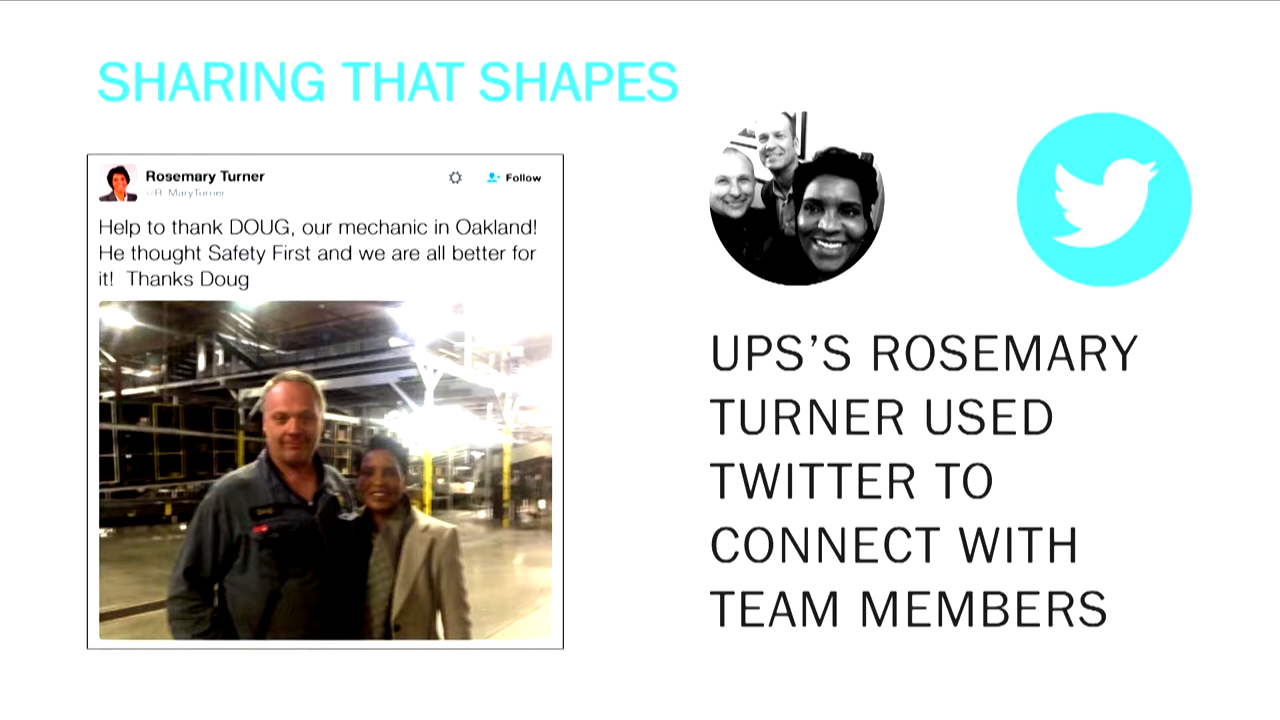 SHARING THAT SHAPES
Rosemary Turner
Follow
Help to thank DOUG, our mechanic in Oakland!
He thought Safety First and we are all better for
it! Thanks Doug
UPS'S ROSEMARY
TURNER USED
TWITTER TO
CONNECT WITH
TEAM MEMBERS